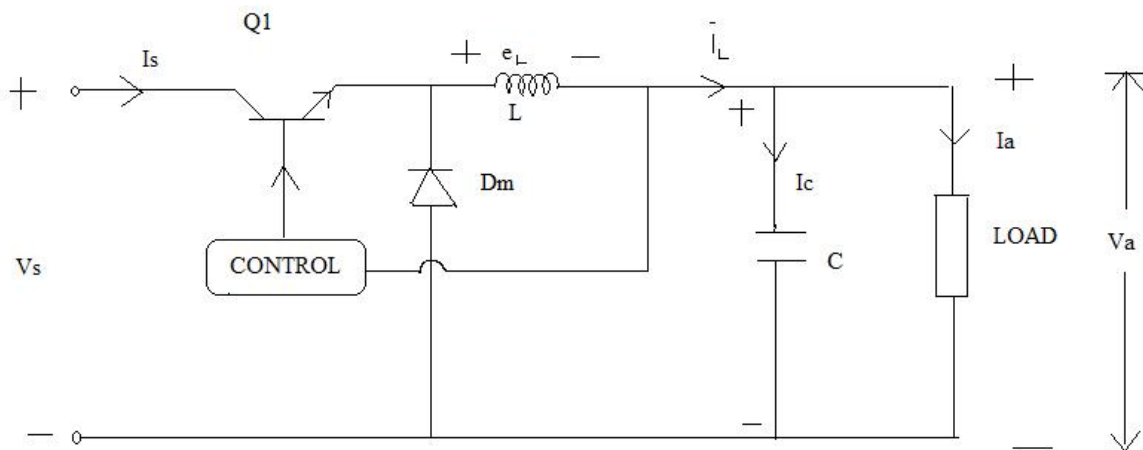 Q1
Is
+ e L −
i L
+
+
L
+
Ia
Dm
Ic
Vs
CONTROL
C
LOAD
Va
−
−
−